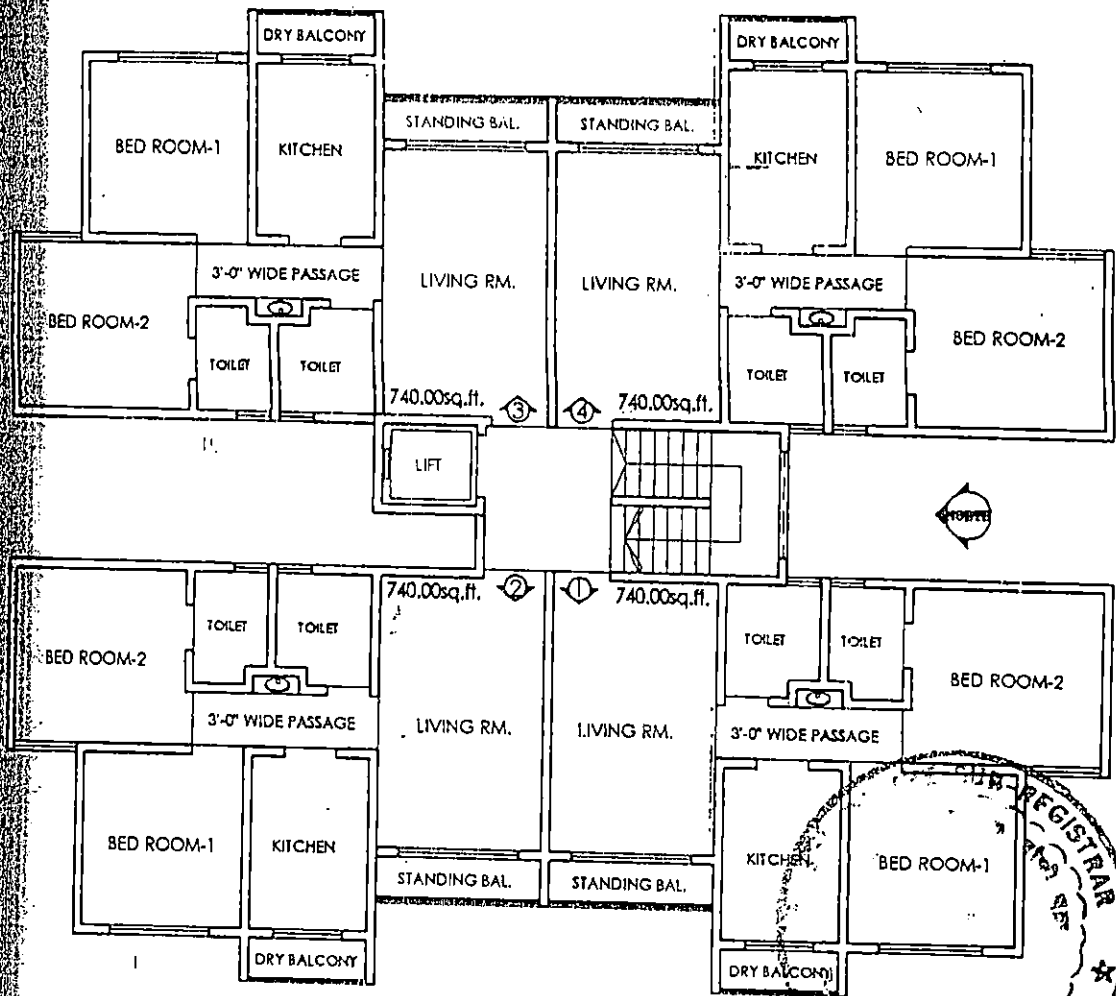 DRY BALCONY
DRY BALCONY
STANDING BAL.
STANDING BAL.
BED ROOM-1
KITCHEN
KITCHEN
BED ROOM-1
3'-0" WIDE PASSAGE
LIVING RM.
LIVING RM.
3'-0" WIDE PASSAGE
BED ROOM-2
BED ROOM-2
TOILET
TOILET
TOILET
TOILET
740.00sq.ft.
3
4
740.00sq.ft.
LIFT
NORTH
740.00sq.ft.
2
1
740.00sq.ft.
TOILET
TOILET
TOILET
TOILET
BED ROOM-2
BED ROOM-2
3'-0" WIDE PASSAGE
LIVING RM.
LIVING RM.
3'-0" WIDE PASSAGE
BED ROOM-1
KITCHEN
KITCHEN
BED ROOM-1
REGISTRAR
STANDING BAL.
STANDING BAL.
DRY BALCONY
DRY BALCONY